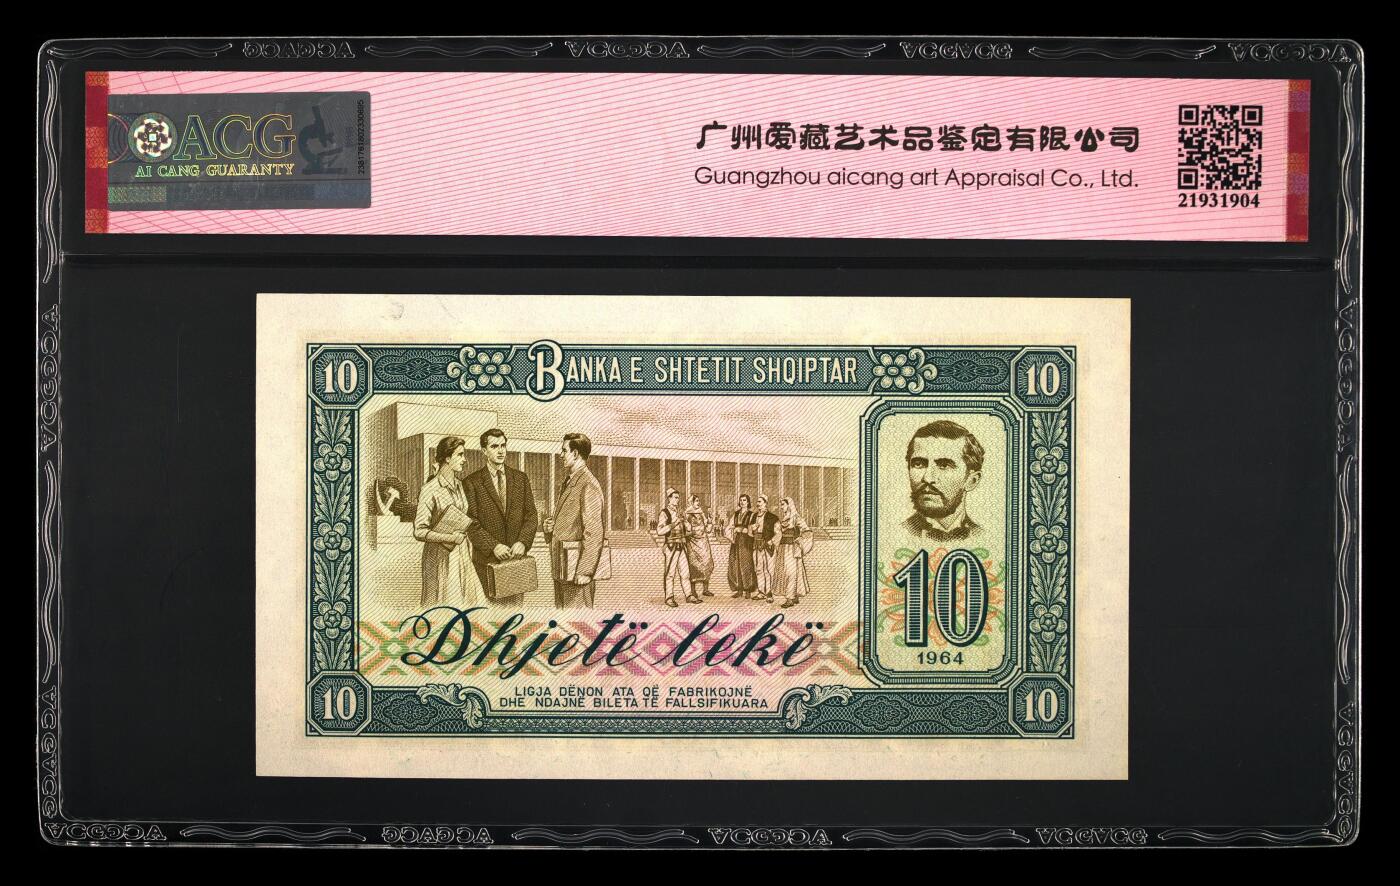 ACG
AI CANG GUARANTY
广州爱藏艺术品鉴定有限公司
Guangzhou aicang art Appraisal Co., Ltd.
21931904
10 BANKA E SHTETIT SHQIPTAR 10
10
1964
Dhjetë lekë
LIGJA DËNON ATA QË FABRIKOJNË
DHE NDAJNË BILETA TË FALLSIFIKUARA
10 10